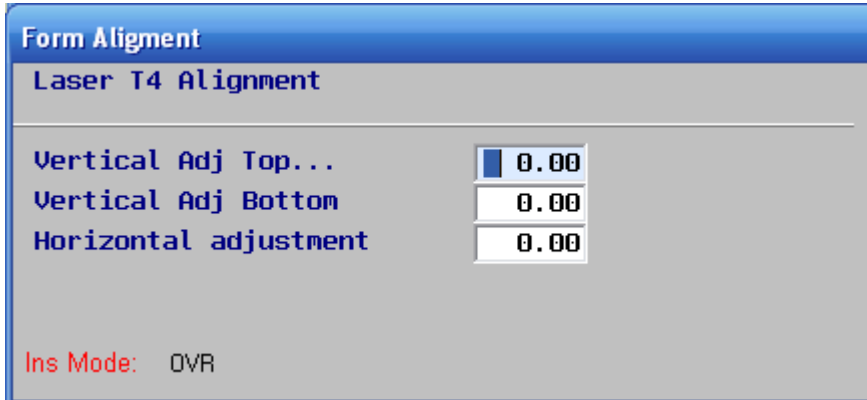 Form Aligment
Laser T4 Alignment
Vertical Adj Top... 0.00
Vertical Adj Bottom 0.00
Horizontal adjustment 0.00
Ins Mode: OVR